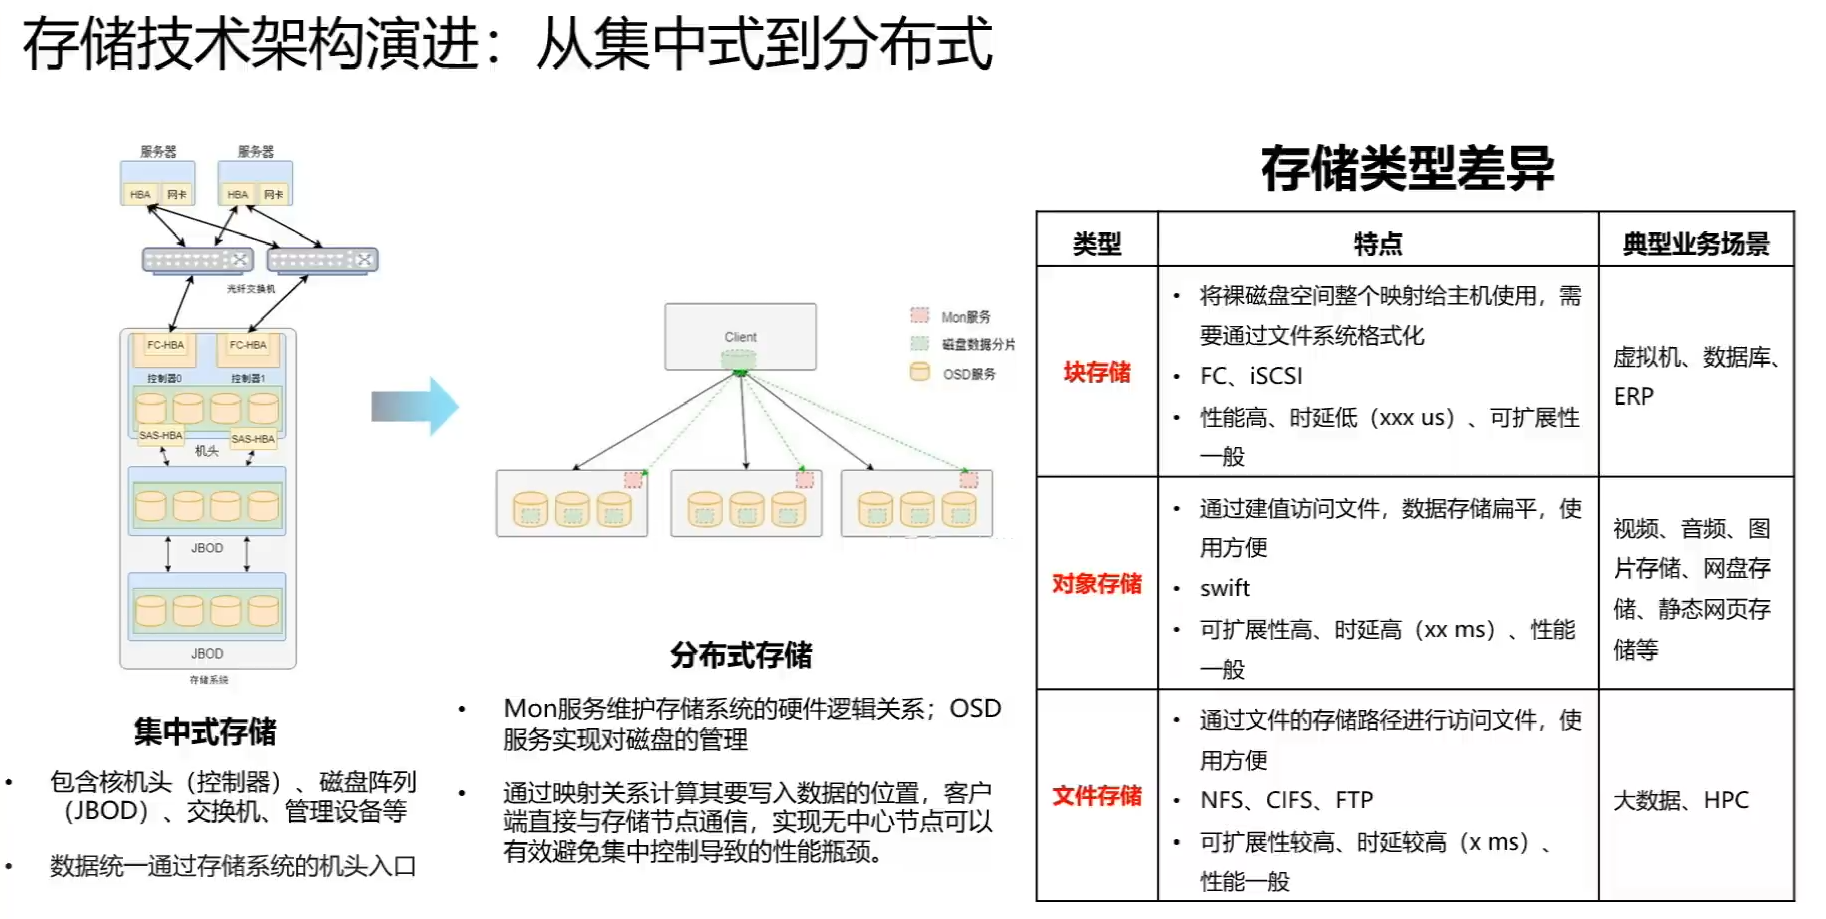 存储技术架构演进：从集中式到分布式
服务器
服务器
HBA
网卡
HBA
网卡
光纤交换机
FC-HBA
FC-HBA
控制器0
控制器1
SAS-HBA
SAS-HBA
机头
JBOD
JBOD
存储系统
集中式存储
• 包含核机头（控制器）、磁盘阵列
（JBOD）、交换机、管理设备等
• 数据统一通过存储系统的机头入口
Client
Mon服务
磁盘数据分片
OSD服务
分布式存储
• Mon服务维护存储系统的硬件逻辑关系；OSD
服务实现对磁盘的管理
• 通过映射关系计算其要写入数据的位置，客户
端直接与存储节点通信，实现无中心节点可以
有效避免集中控制导致的性能瓶颈。
存储类型差异
类型
特点
典型业务场景
块存储
• 将裸磁盘空间整个映射给主机使用，需
要通过文件系统格式化
• FC、iSCSI
• 性能高、时延低（xxx us）、可扩展性
一般
虚拟机、数据库、
ERP
对象存储
• 通过建值访问文件，数据存储扁平，使
用方便
• swift
• 可扩展性高、时延高（xx ms）、性能
一般
视频、音频、图
片存储、网盘存
储、静态网页存
储等
文件存储
• 通过文件的存储路径进行访问文件，使
用方便
• NFS、CIFS、FTP
• 可扩展性较高、时延较高（x ms）、
性能一般
大数据、HPC